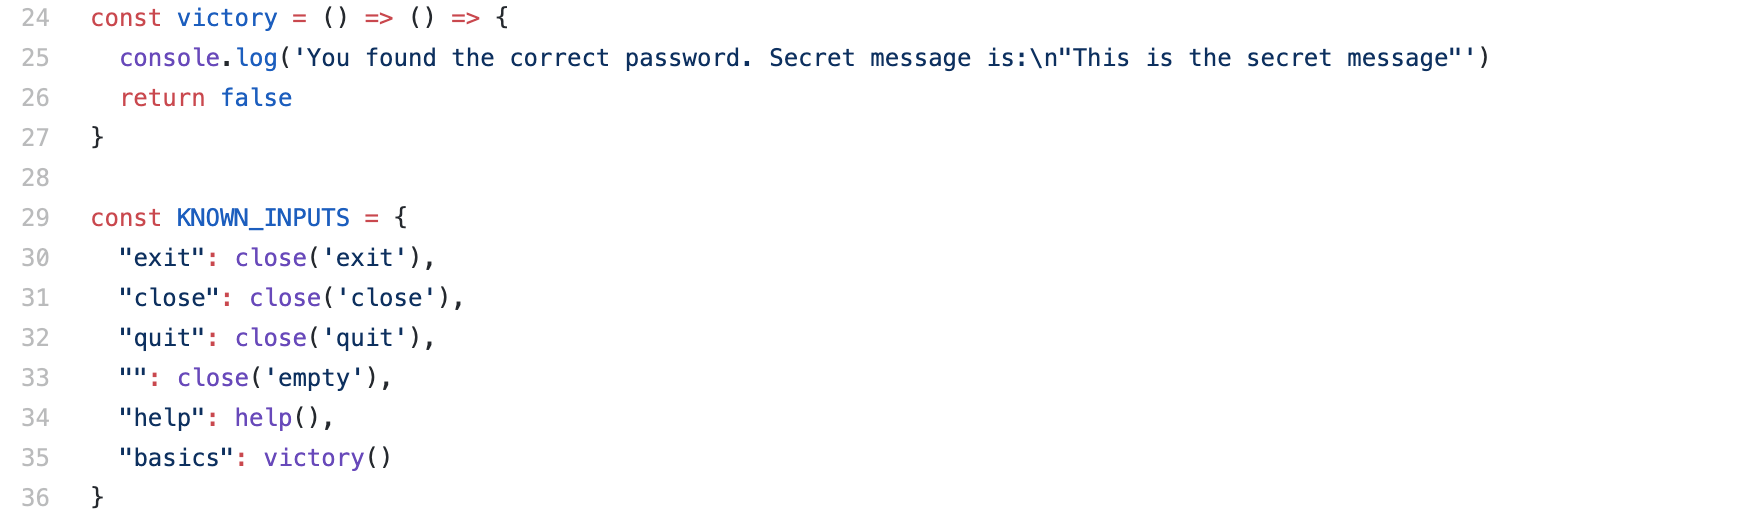 24 const victory = () => () => {
25 console.log('You found the correct password. Secret message is:\n"This is the secret message"')
26 return false
27 }
28
29 const KNOWN_INPUTS = {
30 "exit": close('exit'),
31 "close": close('close'),
32 "quit": close('quit'),
33 "": close('empty'),
34 "help": help(),
35 "basics": victory()
36 }